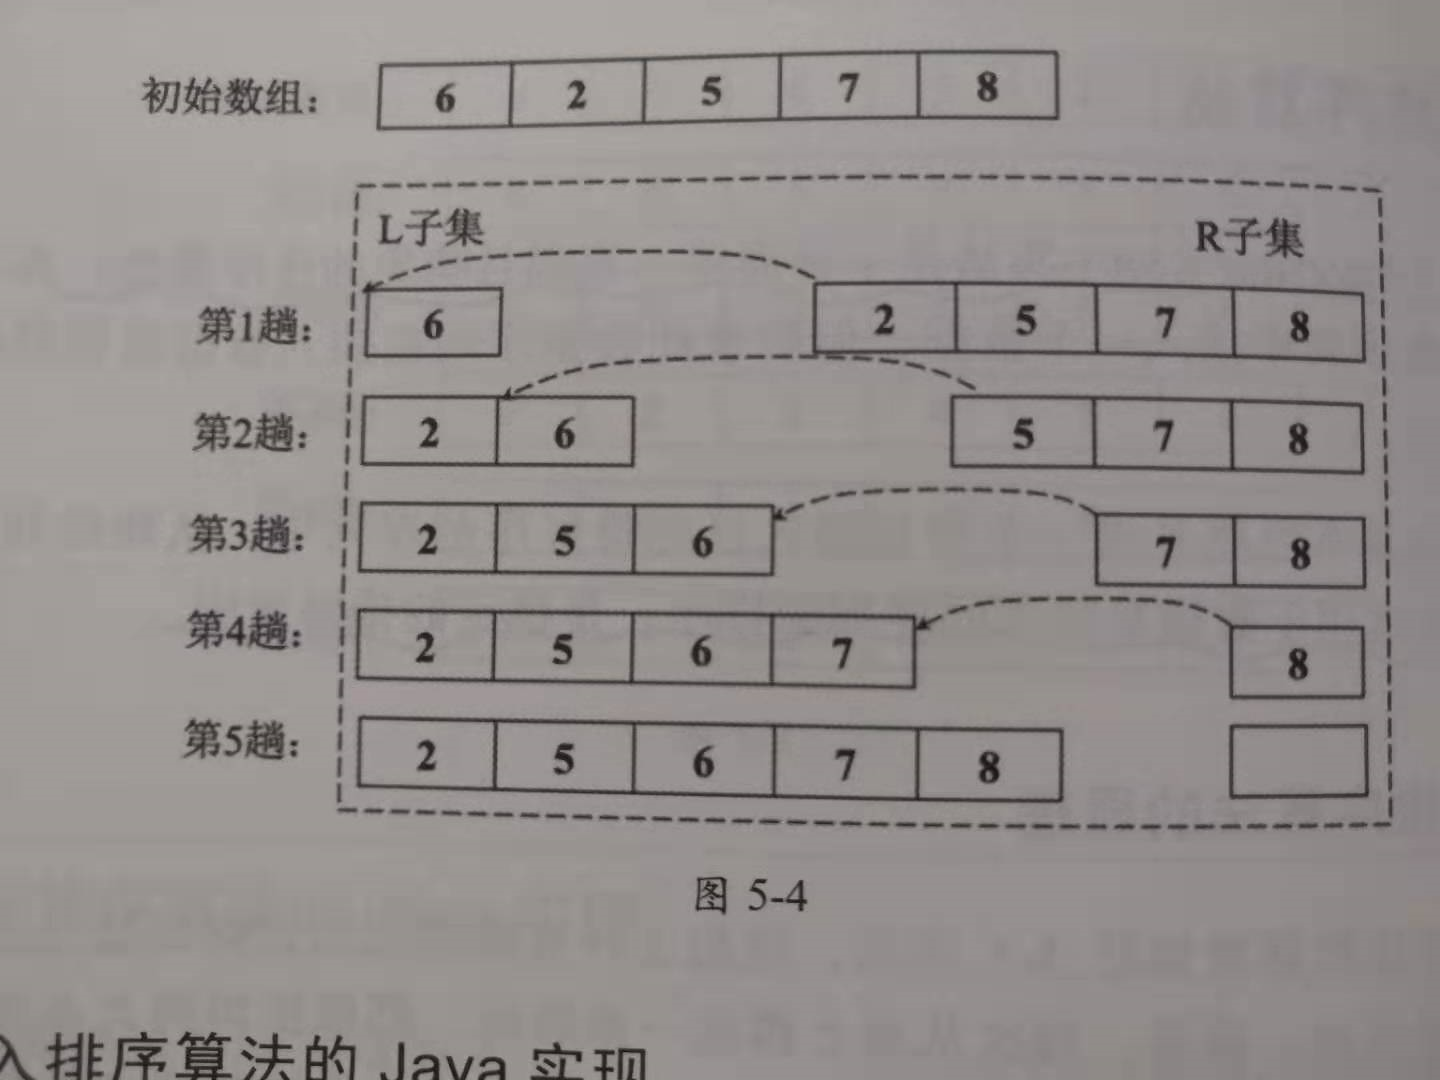 初始数组: 6 2 5 7 8
L子集 R子集
第1趟: 6 2 5 7 8
第2趟: 2 6 5 7 8
第3趟: 2 5 6 7 8
第4趟: 2 5 6 7 8
第5趟: 2 5 6 7 8
图 5-4
入排序算法的 Java 实现